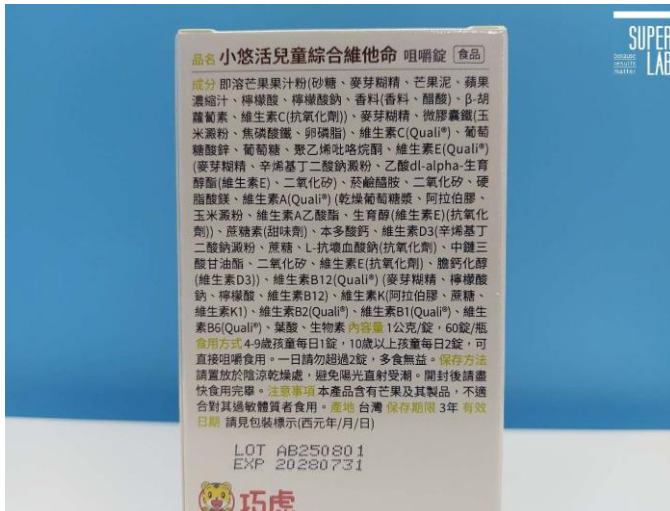 SUPER
LAB
because
results
matter
品名 小悠活兒童綜合維他命 咀嚼錠 食品
成分 即溶芒果果汁粉(砂糖、麥芽糊精、芒果泥、蘋果
濃縮汁、檸檬酸、檸檬酸鈉、香料(香料、醋酸)、β-胡
蘿蔔素、維生素C(抗氧化劑))、麥芽糊精、微膠囊鐵(玉
米澱粉、焦磷酸鐵、卵磷脂)、維生素C(Quali®)、葡萄
糖酸鋅、葡萄糖、聚乙烯吡咯烷酮、維生素E(Quali®)
(麥芽糊精、辛烯基丁二酸鈉澱粉、乙酸dl-alpha-生育
醇酯(維生素E)、二氧化矽)、菸鹼醯胺、二氧化矽、硬
脂酸鎂、維生素A(Quali®) (乾燥葡萄糖漿、阿拉伯膠、
玉米澱粉、維生素A乙酸酯、生育醇(維生素E)(抗氧化
劑))、蔗糖素(甜味劑)、本多酸鈣、維生素D3(辛烯基丁
二酸鈉澱粉、蔗糖、L-抗壞血酸鈉(抗氧化劑)、中鏈三
酸甘油酯、二氧化矽、維生素E(抗氧化劑)、膽鈣化醇
(維生素D3))、維生素B12(Quali®) (麥芽糊精、檸檬酸
鈉、檸檬酸、維生素B12)、維生素K(阿拉伯膠、蔗糖、
維生素K1)、維生素B2(Quali®)、維生素B1(Quali®)、維生
素B6(Quali®)、葉酸、生物素 內容量 1公克/錠，60錠/瓶
食用方式 4-9歲孩童每日1錠，10歲以上孩童每日2錠，可
直接咀嚼食用。一日請勿超過2錠，多食無益。保存方法
請置放於陰涼乾燥處，避免陽光直射受潮。開封後請盡
快食用完畢。注意事項 本產品含有芒果及其製品，不適
合對其過敏體質者食用。產地 台灣 保存期限 3年 有效
日期 請見包裝標示(西元年/月/日)
LOT AB250801
EXP 20280731
巧虎